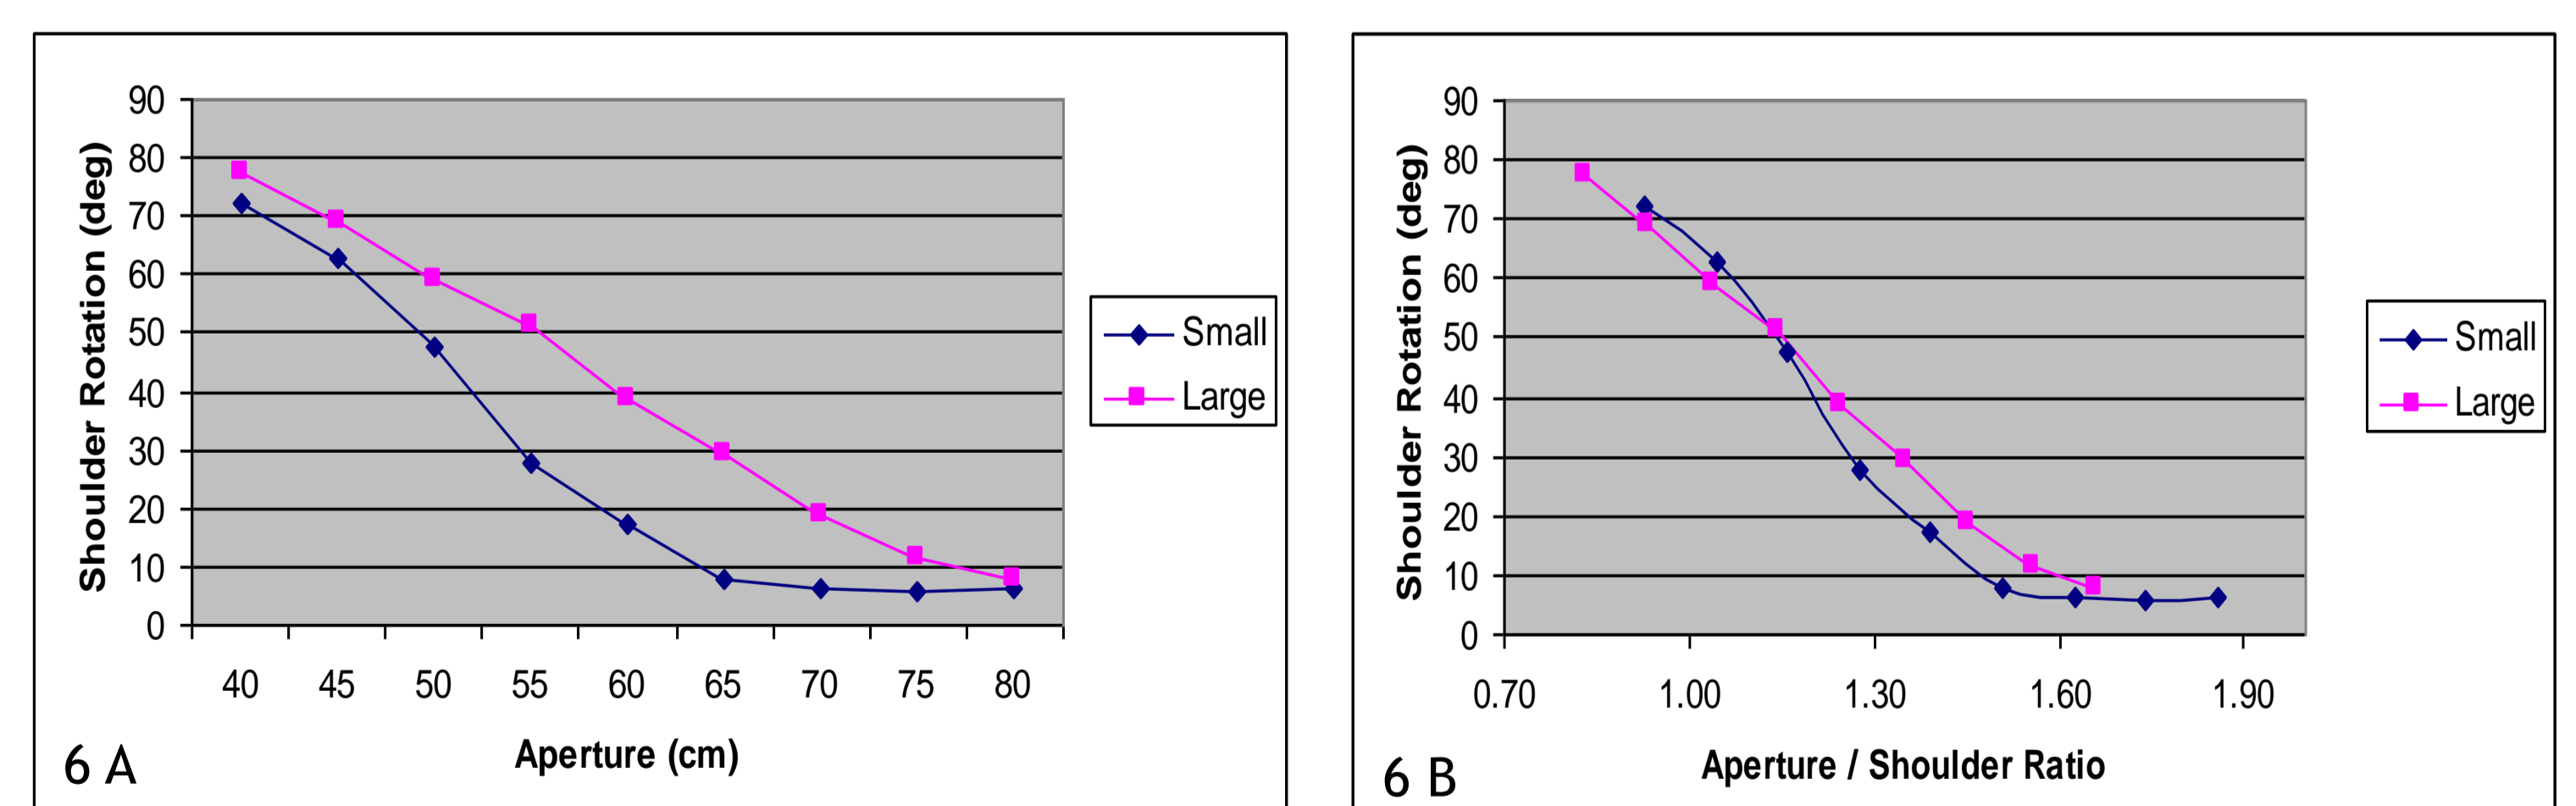 90
80
70
60
50
40
30
20
10
0
Shoulder Rotation (deg)
40 45 50 55 60 65 70 75 80
Aperture (cm)
Small
Large
6 A
90
80
70
60
50
40
30
20
10
0
Shoulder Rotation (deg)
0.70 1.00 1.30 1.60 1.90
Aperture / Shoulder Ratio
Small
Large
6 B